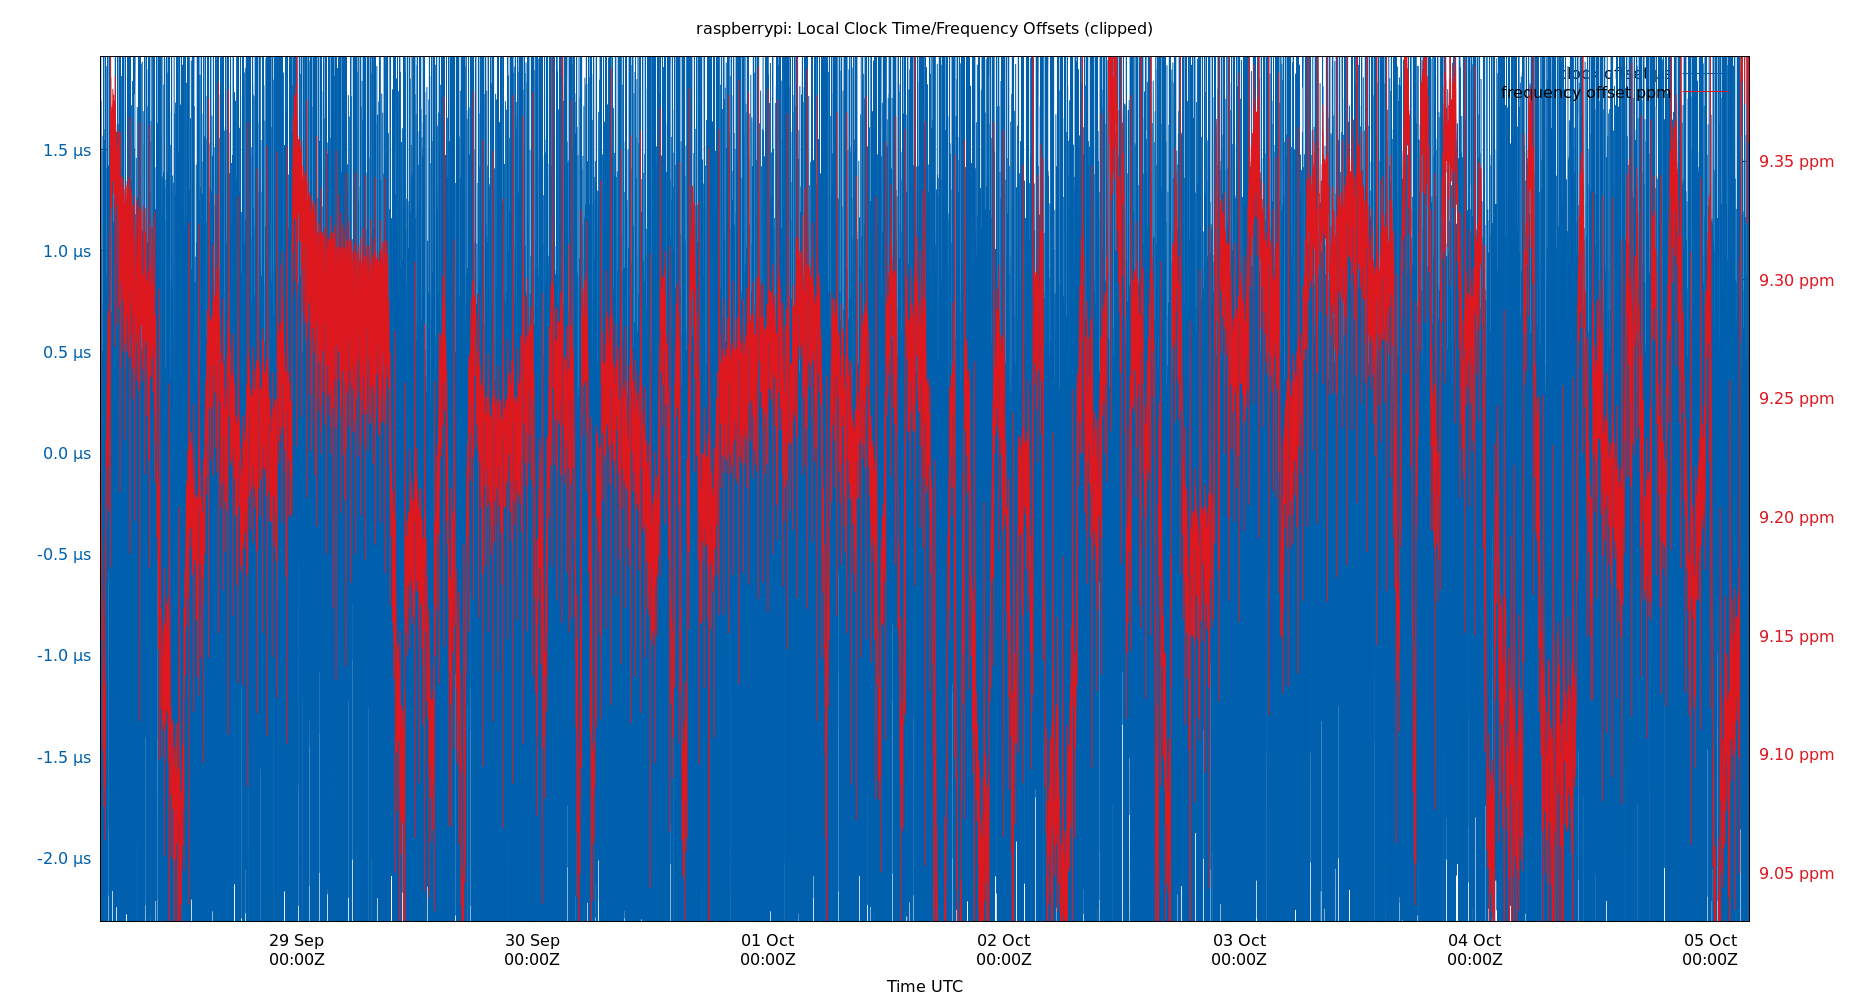 raspberrypi: Local Clock Time/Frequency Offsets (clipped)
clock offset µs
frequency offset ppm
1.5 µs
1.0 µs
0.5 µs
0.0 µs
-0.5 µs
-1.0 µs
-1.5 µs
-2.0 µs
9.35 ppm
9.30 ppm
9.25 ppm
9.20 ppm
9.15 ppm
9.10 ppm
9.05 ppm
29 Sep
00:00Z
30 Sep
00:00Z
01 Oct
00:00Z
02 Oct
00:00Z
03 Oct
00:00Z
04 Oct
00:00Z
05 Oct
00:00Z
Time UTC